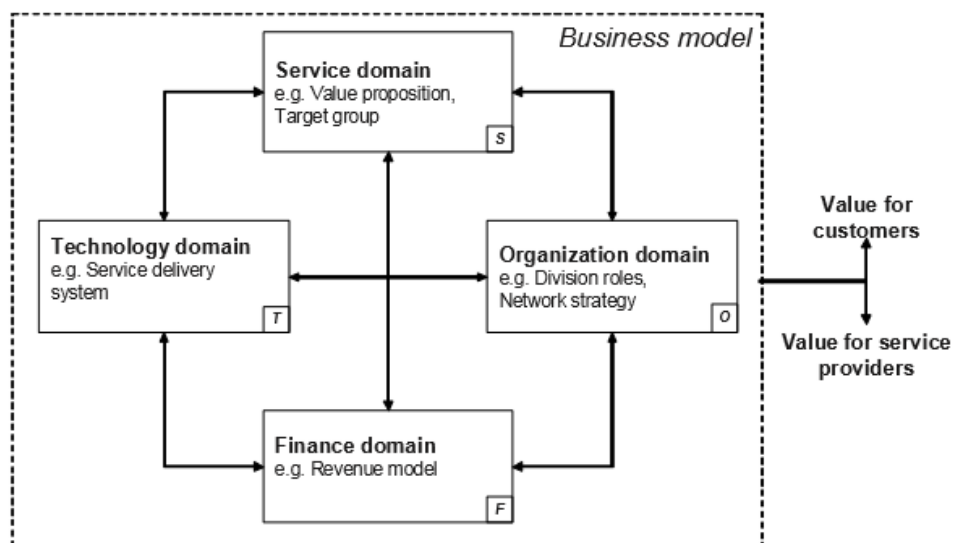 Business model
Service domain
e.g. Value proposition,
Target group
S
Technology domain
e.g. Service delivery
system
T
Organization domain
e.g. Division roles,
Network strategy
O
Value for
customers
Value for service
providers
Finance domain
e.g. Revenue model
F